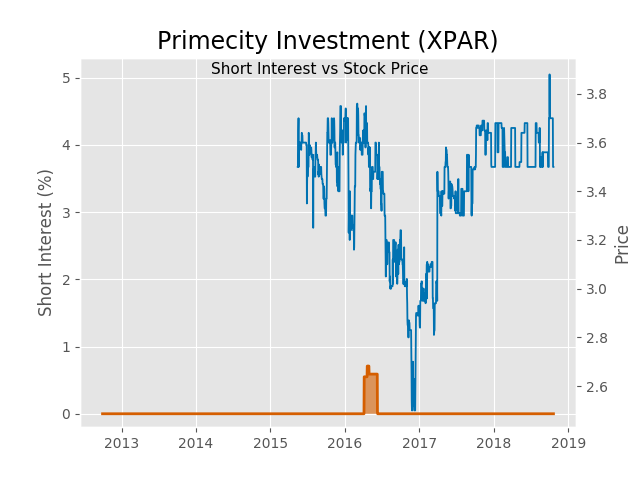 Primecity Investment (XPAR)
Short Interest vs Stock Price
Short Interest (%)
5
4
3
2
1
0
3.8
3.6
3.4
3.2
3.0
2.8
2.6
Price
2013 2014 2015 2016 2017 2018 2019